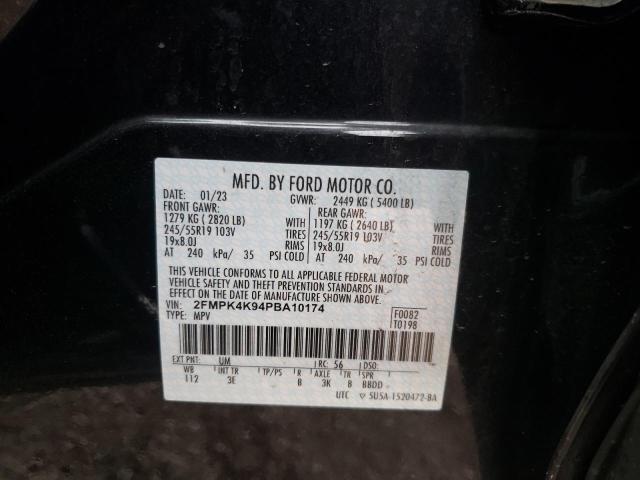 MFD. BY FORD MOTOR CO.
DATE: 01/23 GVWR: 2449 KG ( 5400 LB)
FRONT GAWR: REAR GAWR:
1279 KG ( 2820 LB) WITH 1197 KG ( 2640 LB) WITH
245/55R19 103V TIRES 245/55R19 103V TIRES
19x8.0J RIMS 19x8.0J RIMS
AT 240 kPa/ 35 PSI COLD AT 240 kPa/ 35 PSI COLD
THIS VEHICLE CONFORMS TO ALL APPLICABLE FEDERAL MOTOR
VEHICLE SAFETY AND THEFT PREVENTION STANDARDS IN
EFFECT ON THE DATE OF MANUFACTURE SHOWN ABOVE.
VIN: 2FMPK4K94PBA10174 F0082
TYPE: MPV T0198
EXT PNT: UM RC: 56 DSO:
WB INT TR TP/PS R AXLE TR SPR
112 3E B 3K 8 BBDD
UTC 5U5A-1520472-BA